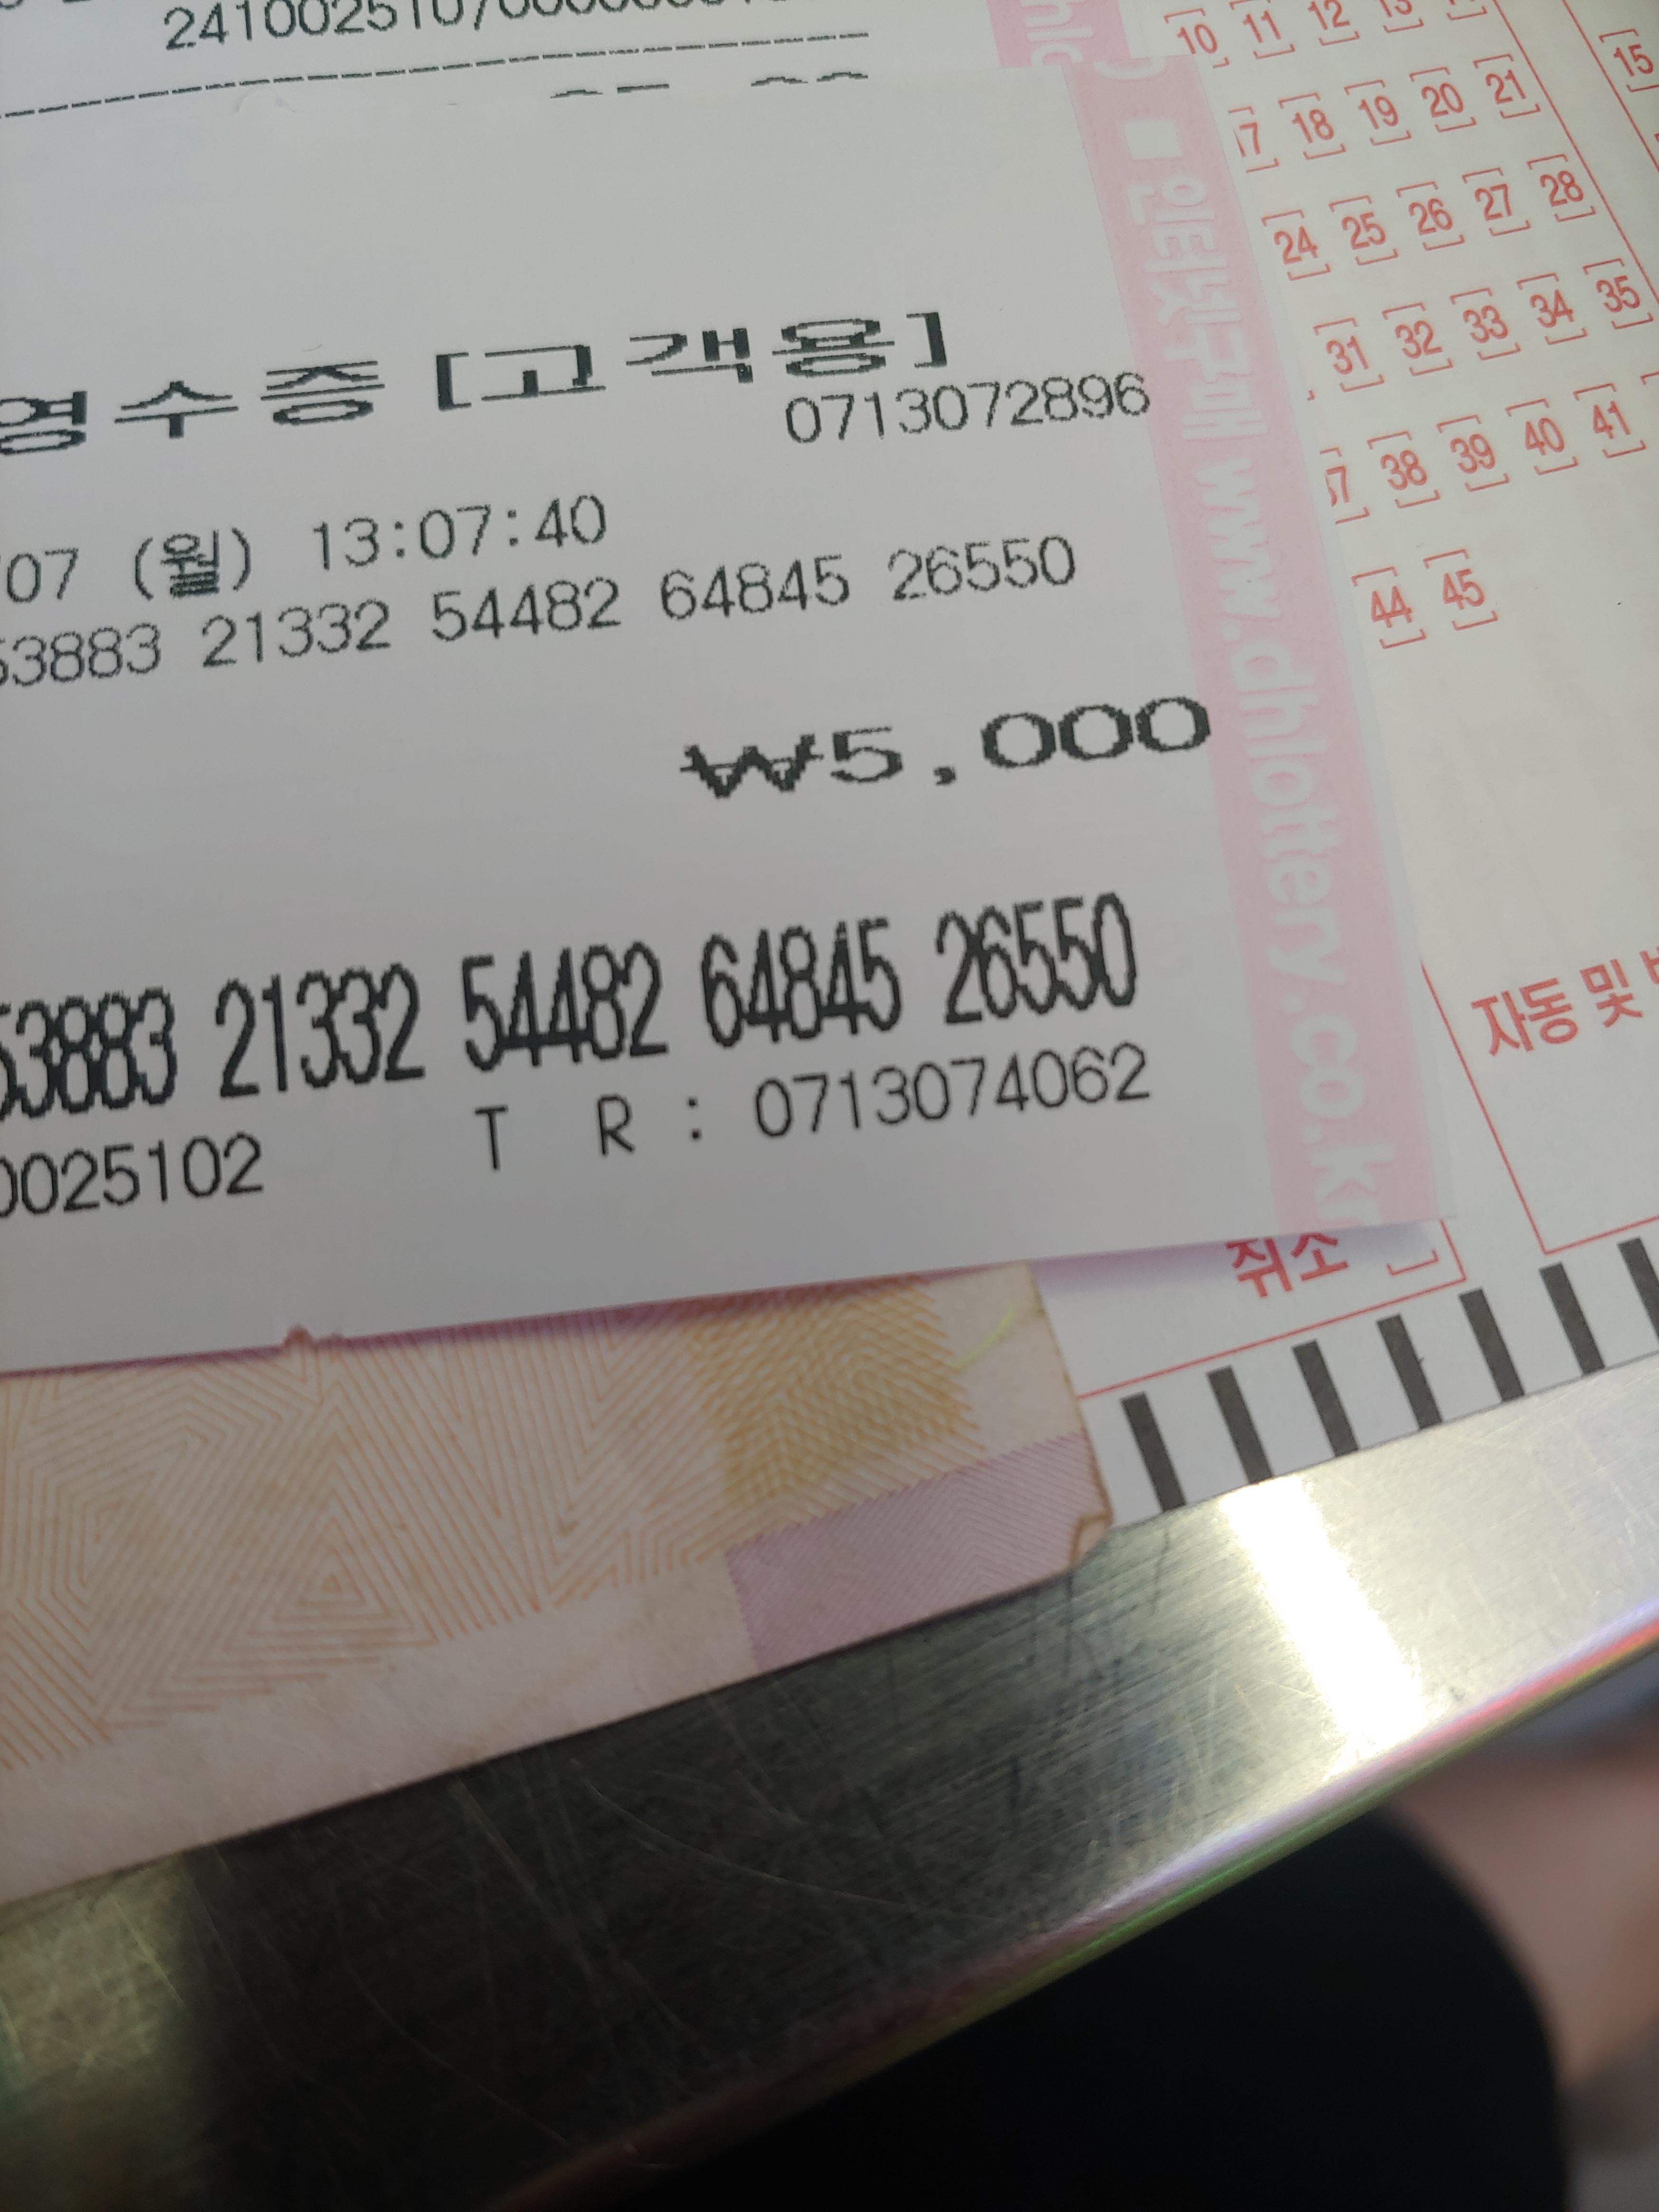 영수증[고객용]
0713072896
07 (월) 13:07:40
53883 21332 54482 64845 26550
₩5,000
53883 21332 54482 64845 26550
0025102 T R : 0713074062
■ 인터넷구매 www.dhlottery.co.kr
10 11 12 13
18 19 20 21
24 25 26 27 28
31 32 33 34 35
38 39 40 41
44 45
15
자동 및
취소